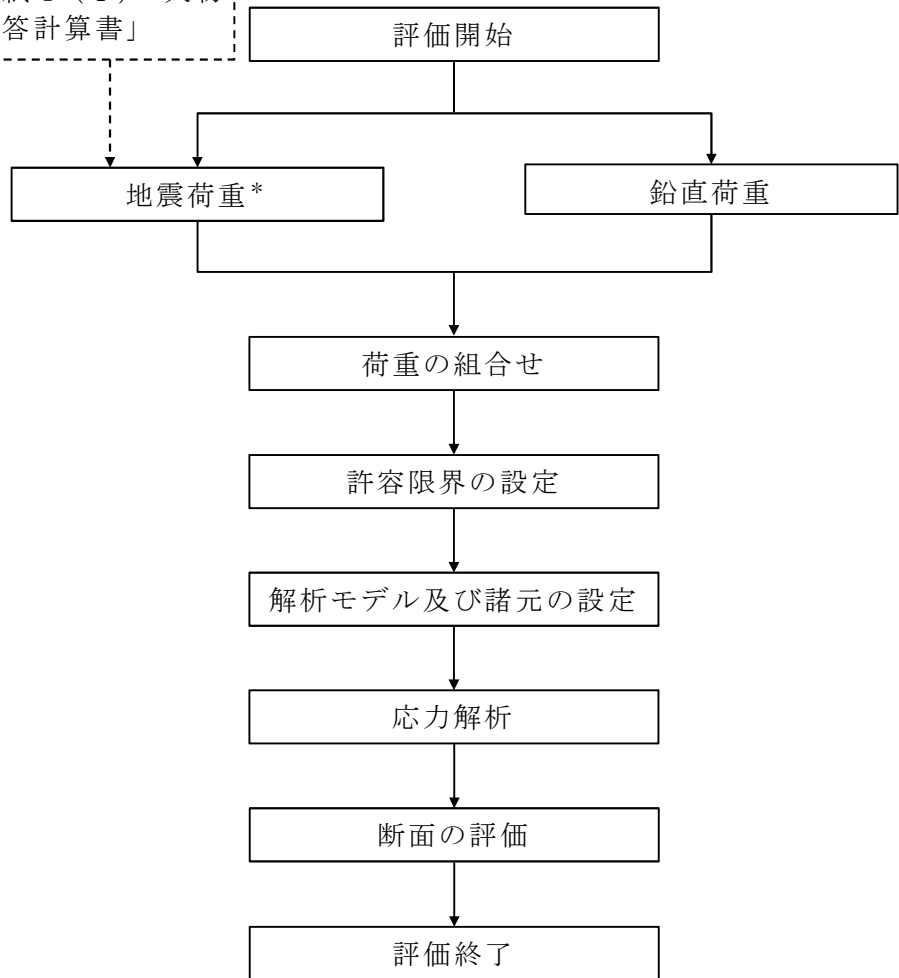 答計算書」
評価開始
地震荷重*
鉛直荷重
荷重の組合せ
許容限界の設定
解析モデル及び諸元の設定
応力解析
断面の評価
評価終了